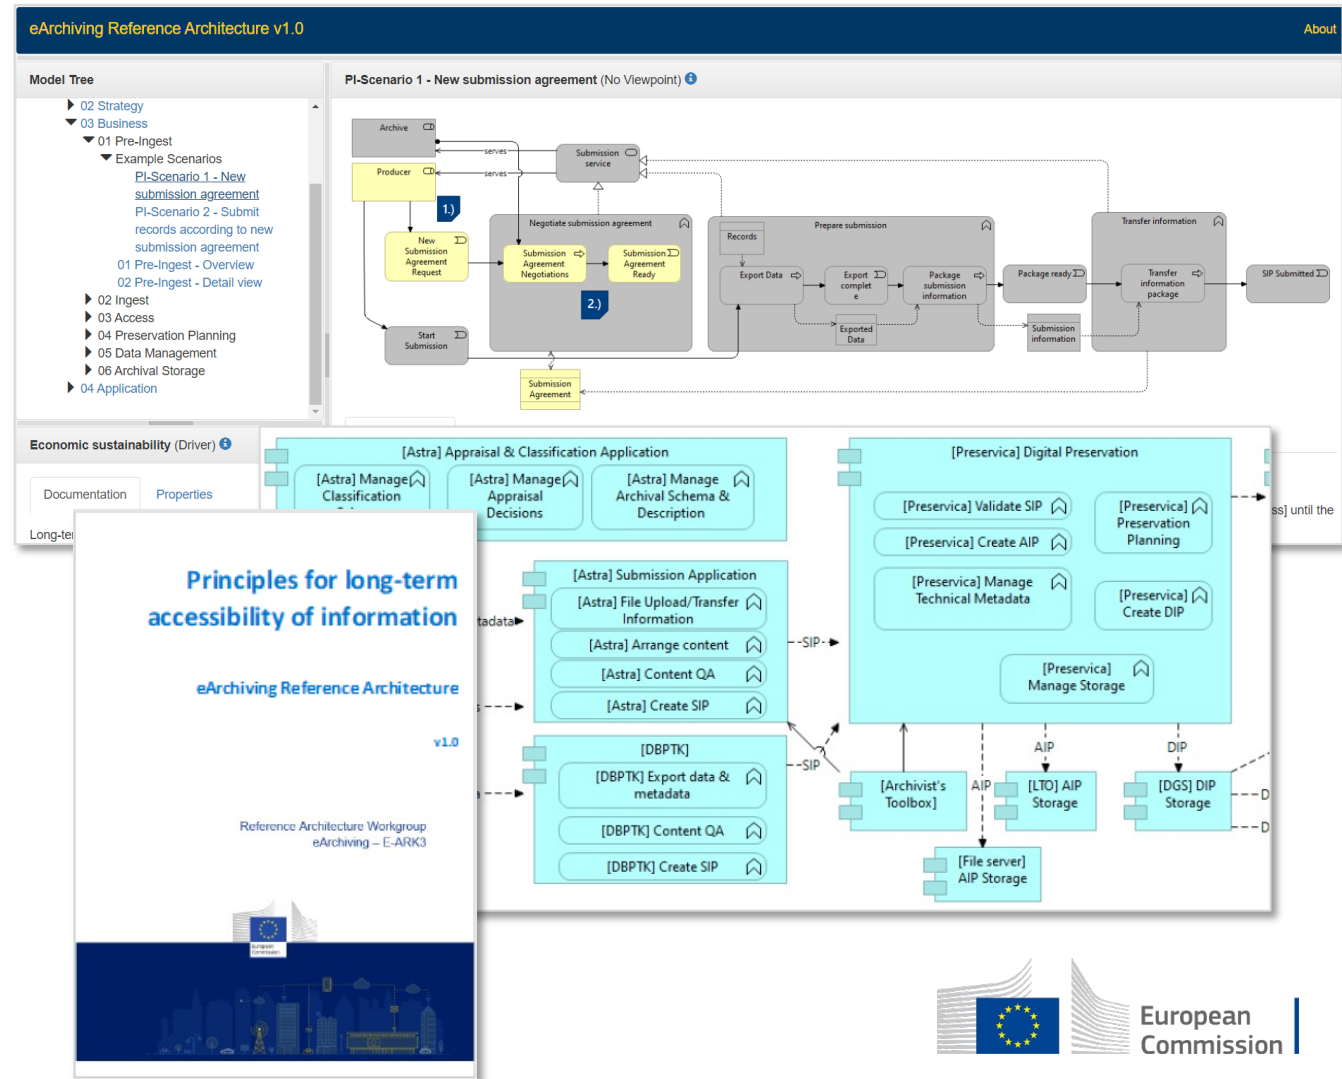 eArchiving Reference Architecture v1.0
About
Model Tree
02 Strategy
03 Business
01 Pre-Ingest
Example Scenarios
PI-Scenario 1 - New
submission agreement
PI-Scenario 2 - Submit
records according to new
submission agreement
01 Pre-Ingest - Overview
02 Pre-Ingest - Detail view
02 Ingest
03 Access
04 Preservation Planning
05 Data Management
06 Archival Storage
04 Application
PI-Scenario 1 - New submission agreement (No Viewpoint)
Archive
serves
Submission
service
Producer
serves
1.)
New
Submission
Agreement
Request
Negotiate submission agreement
Submission
Agreement
Negotiations
Submission
Agreement
Ready
2.)
Start
Submission
Submission
Agreement
Prepare submission
Records
Export Data
Export
complet
e
Package
submission
information
Exported
Data
Package ready
Submission
information
Transfer information
Transfer
information
package
SIP Submitted
Economic sustainability (Driver)
Documentation
Properties
Long-te
ss] until the
[Astra] Appraisal & Classification Application
[Astra] Manage
Classification
[Astra] Manage
Appraisal
Decisions
[Astra] Manage
Archival Schema &
Description
[Astra] Submission Application
[Astra] File Upload/Transfer
Information
[Astra] Arrange content
[Astra] Content QA
[Astra] Create SIP
tadata
s
a
--SIP--
[DBPTK]
[DBPTK] Export data &
metadata
[DBPTK] Content QA
[DBPTK] Create SIP
--SIP
[Preservica] Digital Preservation
[Preservica] Validate SIP
[Preservica] Create AIP
[Preservica] Manage
Technical Metadata
[Preservica]
Preservation
Planning
[Preservica]
Create DIP
[Preservica]
Manage Storage
AIP
DIP
AIP
[Archivist's
Toolbox]
[LTO] AIP
Storage
[DGS] DIP
Storage
D
D
[File server]
AIP Storage
Principles for long-term
accessibility of information
eArchiving Reference Architecture
v1.0
Reference Architecture Workgroup
eArchiving – E-ARK3
European
Commission
European
Commission